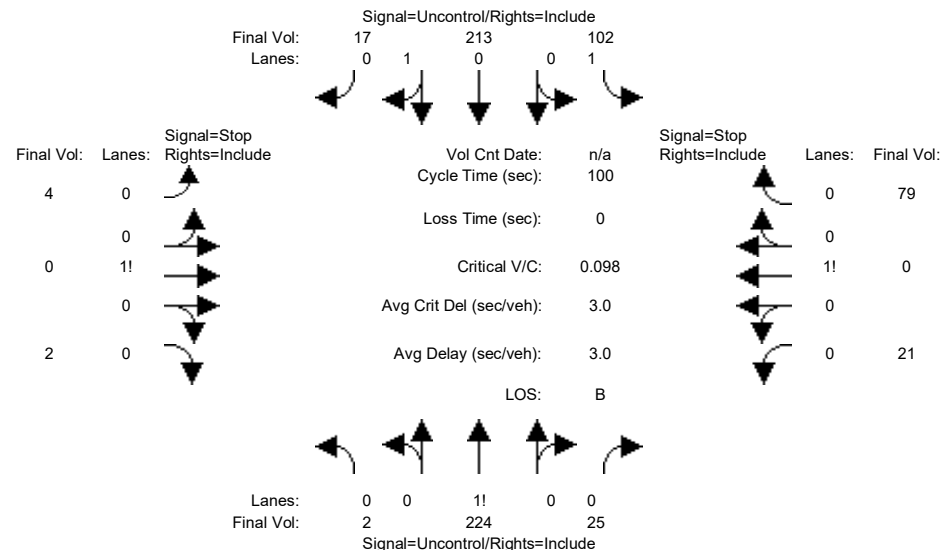 Signal=Uncontrol/Rights=Include
Final Vol: 17 213 102
Lanes: 0 1 0 0 1
Signal=Stop Signal=Stop
Final Vol: Lanes: Rights=Include Vol Cnt Date: n/a Rights=Include Lanes: Final Vol:
Cycle Time (sec): 100
4 0 0 79
Loss Time (sec): 0
0 0
0 1! Critical V/C: 0.098 1! 0
0 Avg Crit Del (sec/veh): 3.0 0
2 0 Avg Delay (sec/veh): 3.0 0 21
LOS: B
Lanes: 0 0 1! 0 0
Final Vol: 2 224 25
Signal=Uncontrol/Rights=Include